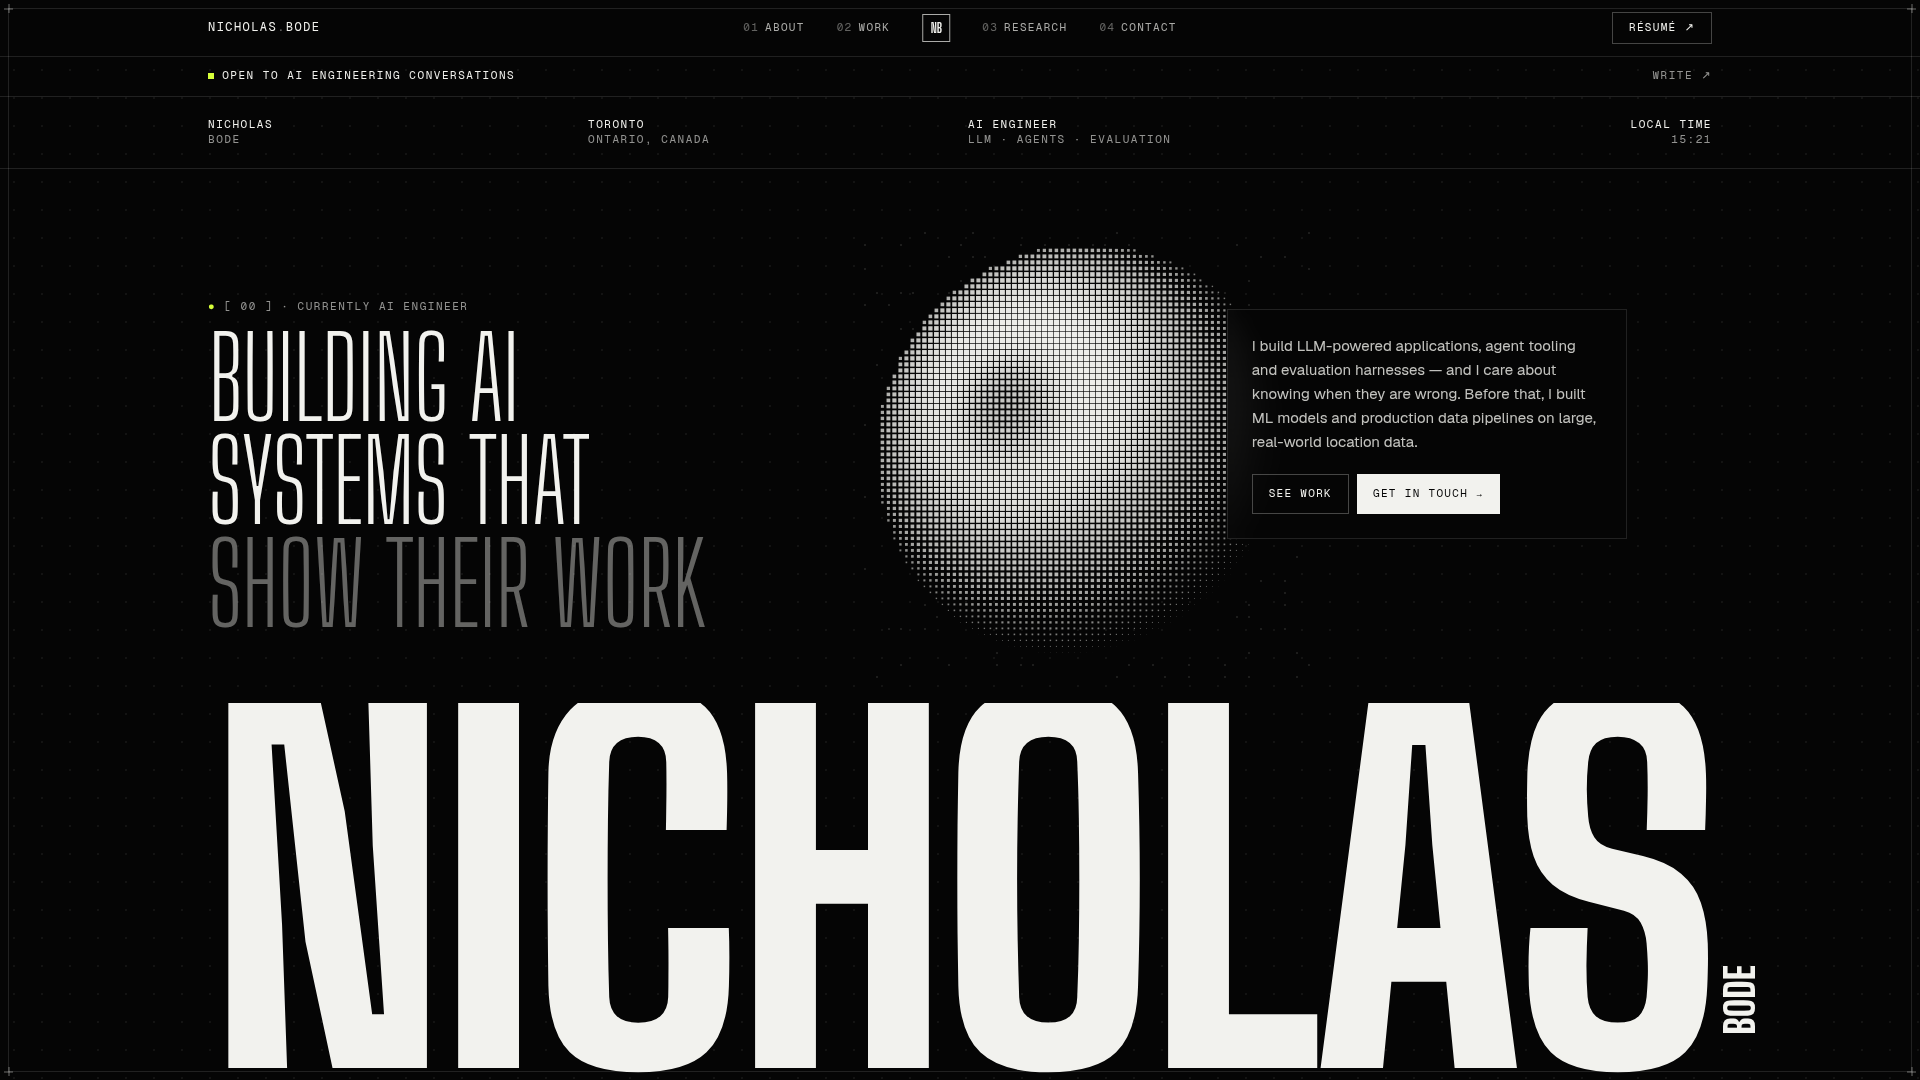 NICHOLAS.BODE
01 ABOUT
02 WORK
NB
03 RESEARCH
04 CONTACT
RÉSUMÉ ↗
OPEN TO AI ENGINEERING CONVERSATIONS
WRITE ↗
NICHOLAS
BODE
TORONTO
ONTARIO, CANADA
AI ENGINEER
LLM · AGENTS · EVALUATION
LOCAL TIME
15:21
[ 00 ] · CURRENTLY AI ENGINEER
BUILDING AI
SYSTEMS THAT
SHOW THEIR WORK
I build LLM-powered applications, agent tooling
and evaluation harnesses — and I care about
knowing when they are wrong. Before that, I built
ML models and production data pipelines on large,
real-world location data.
SEE WORK
GET IN TOUCH →
NICHOLAS
BODE